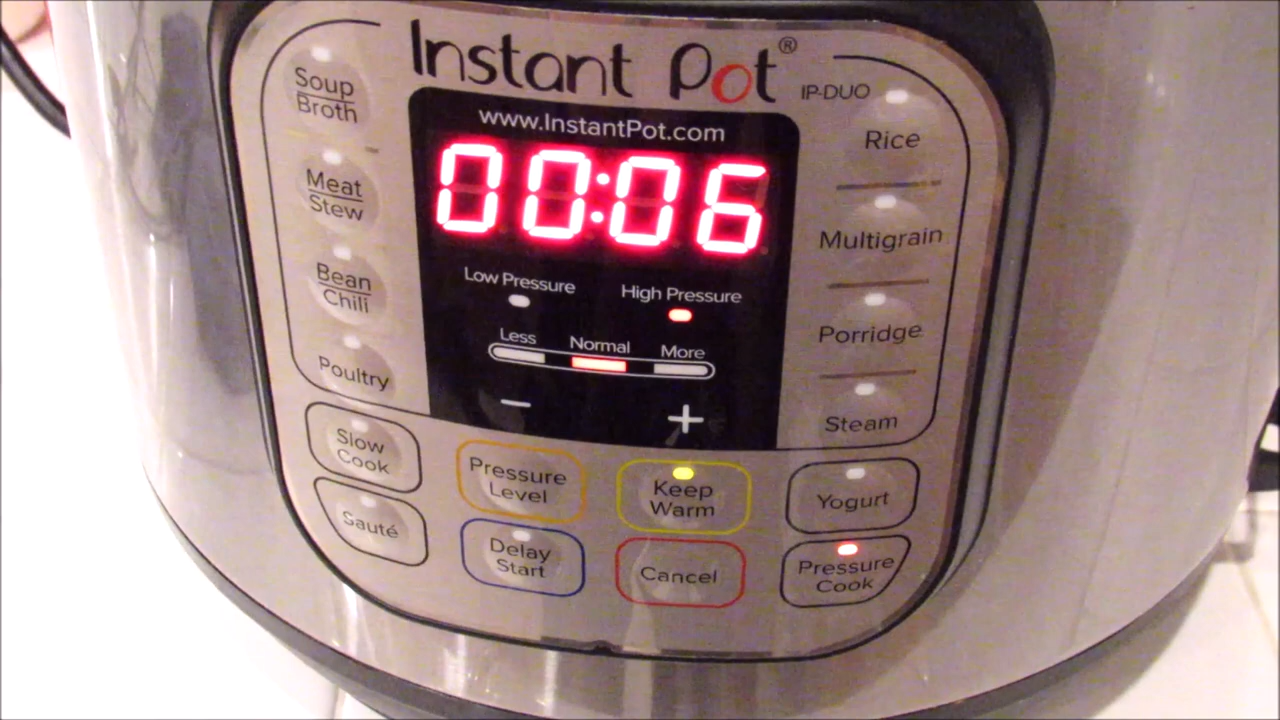 Instant Pot®
IP-DUO
www.InstantPot.com
00:06
Low Pressure
High Pressure
Less
Normal
More
−
+
Soup
Broth
Meat
Stew
Bean
Chili
Poultry
Slow
Cook
Sauté
Pressure
Level
Delay
Start
Keep
Warm
Cancel
Rice
Multigrain
Porridge
Steam
Yogurt
Pressure
Cook